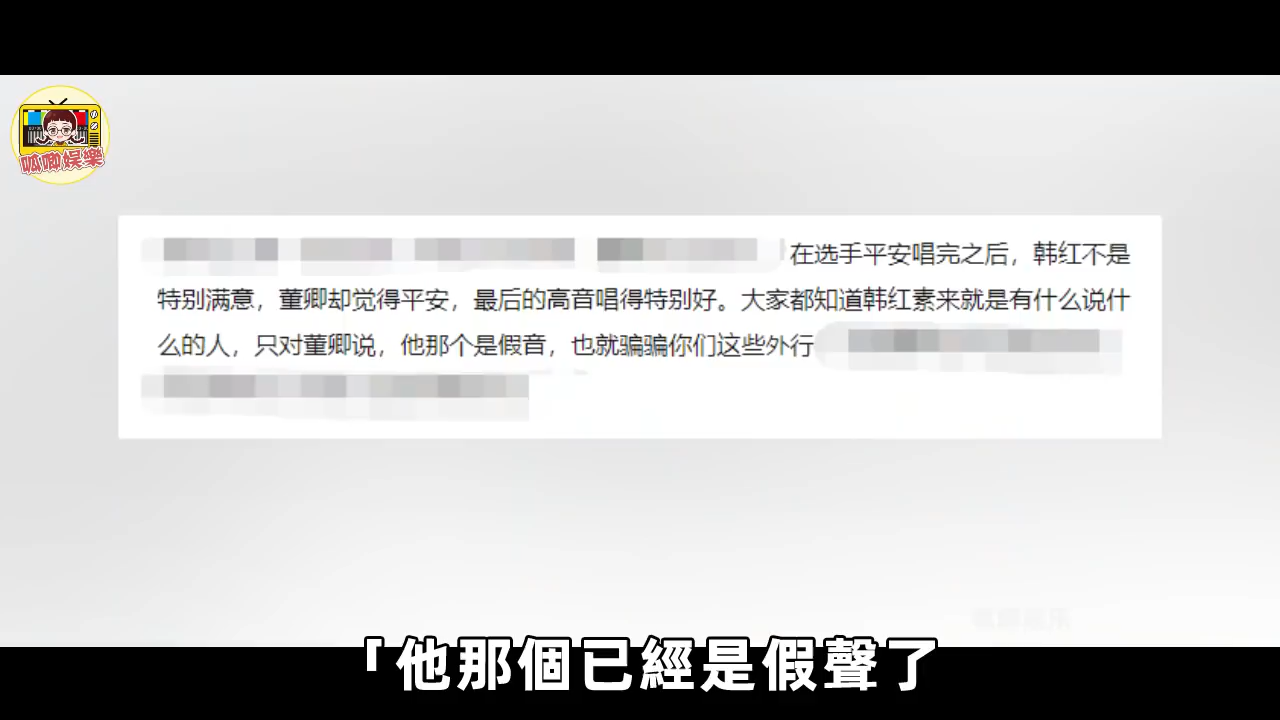 呱唧娱樂
在选手平安唱完之后，韩红不是
特别满意，董卿却觉得平安，最后的高音唱得特别好。大家都知道韩红素来就是有什么说什
么的人，只对董卿说，他那个是假音，也就骗骗你们这些外行
「他那個已經是假聲了